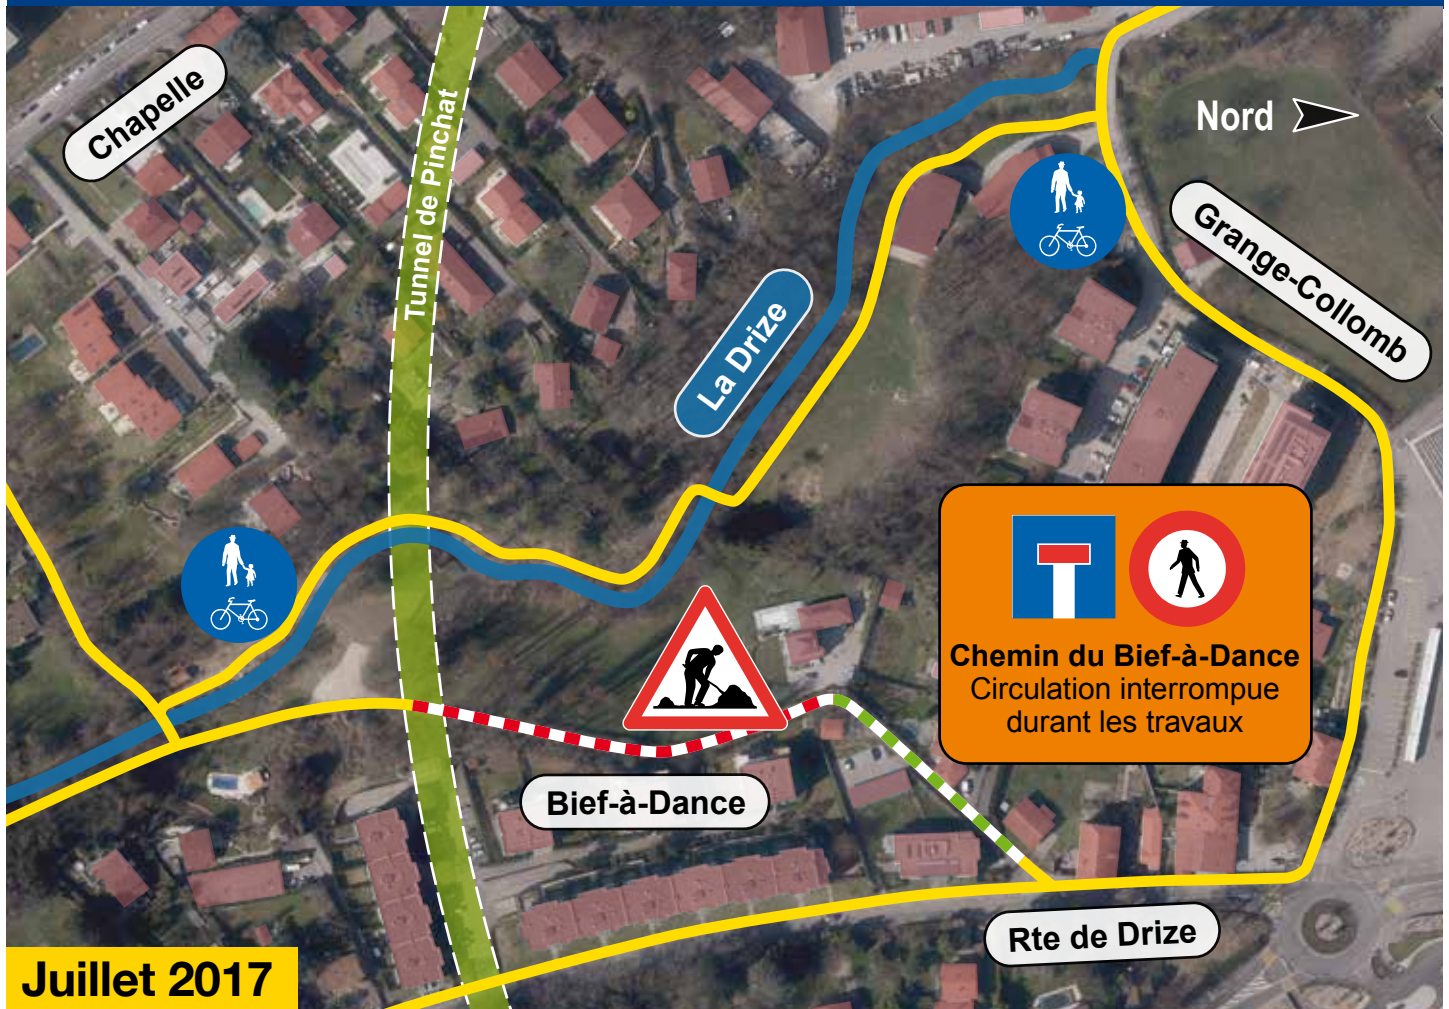 Chapelle
Tunnel de Pinchat
Nord
Grange-Collomb
La Drize
Chemin du Bief-à-Dance
Circulation interrompue
durant les travaux
Bief-à-Dance
Rte de Drize
Juillet 2017